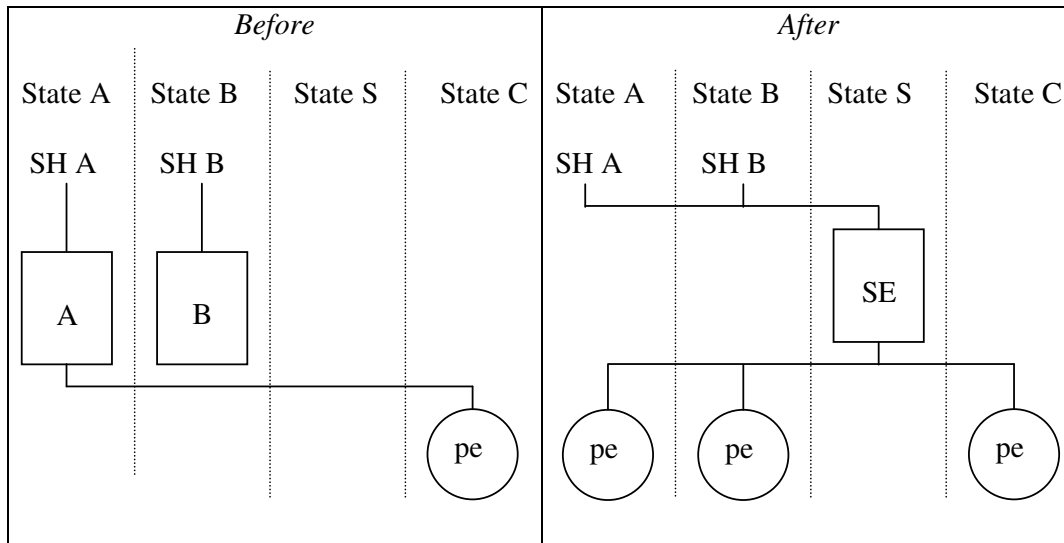 Before
State A State B State S State C
SH A SH B
A B
pe
After
State A State B State S State C
SH A SH B
SE
pe pe pe